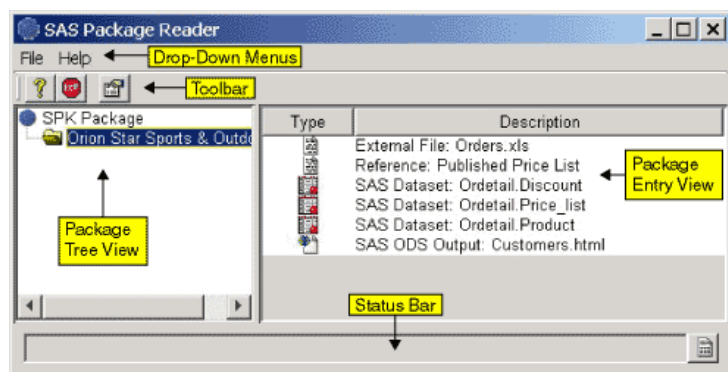 SAS Package Reader
File Help
Drop-Down Menus
Toolbar
SPK Package
Orion Star Sports & Outdo
Package
Tree View
Type Description
External File: Orders.xls
Reference: Published Price List
SAS Dataset: Ordetail.Discount
SAS Dataset: Ordetail.Price_list
SAS Dataset: Ordetail.Product
SAS ODS Output: Customers.html
Package
Entry View
Status Bar